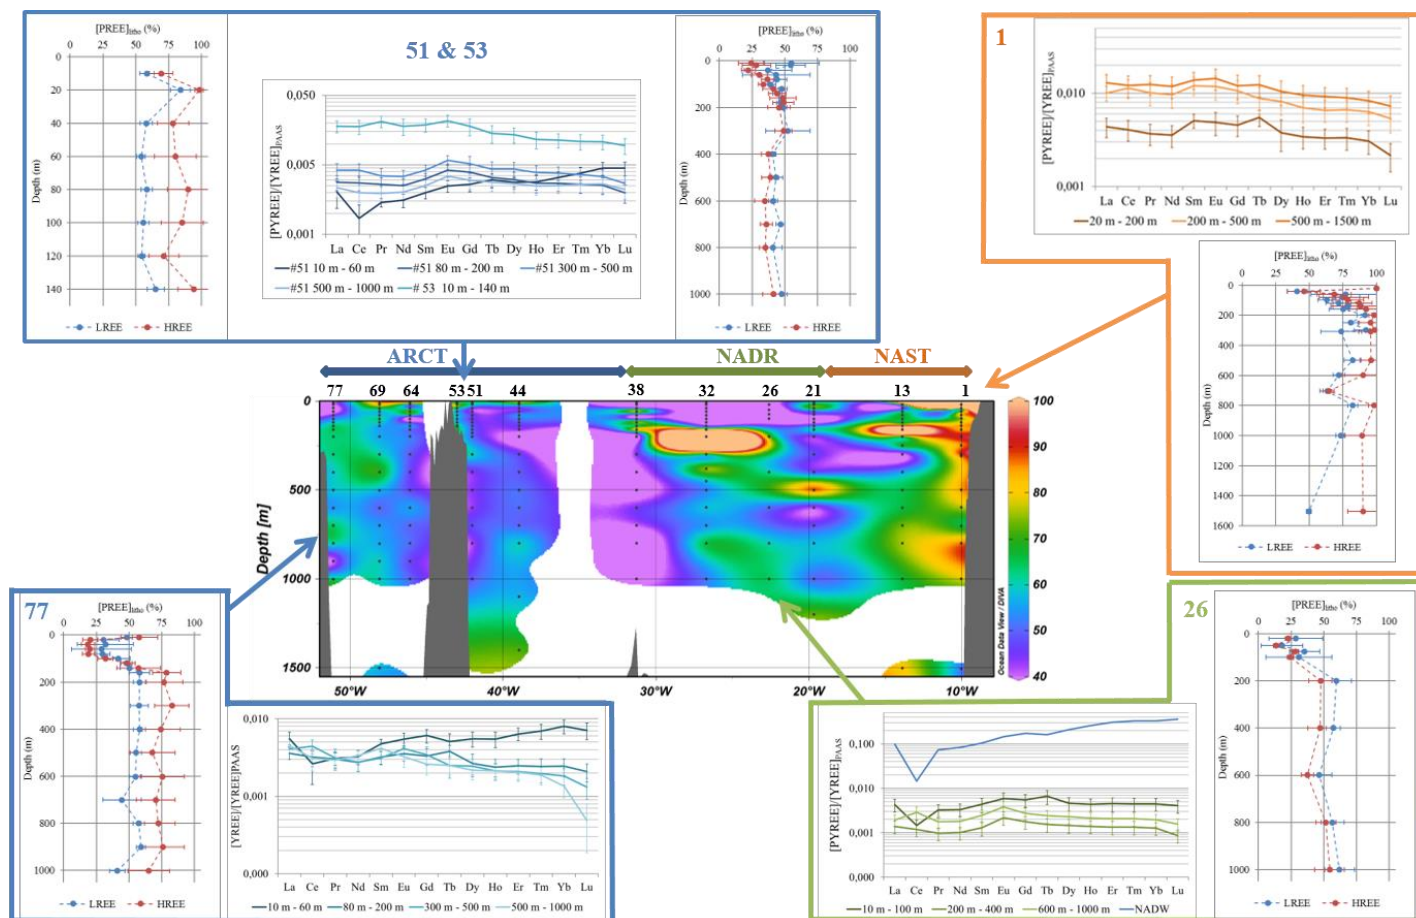 [PREE]litho (%)
0 25 50 75 100
0
20
40
60
80
100
120
140
Depth (m)
LREE HREE
51 & 53
0,050
0,005
0,001
[PYREE]/[YREE]PAAS
La Ce Pr Nd Sm Eu Gd Tb Dy Ho Er Tm Yb Lu
#51 10 m - 60 m #51 80 m - 200 m #51 300 m - 500 m
#51 500 m - 1000 m # 53 10 m - 140 m
[PREE]litho (%)
0 25 50 75 100
0
200
400
600
800
1000
Depth (m)
LREE HREE
1
0,010
0,001
[PYREE]/[YREE]PAAS
La Ce Pr Nd Sm Eu Gd Tb Dy Ho Er Tm Yb Lu
20 m - 200 m 200 m - 500 m 500 m - 1500 m
[PREE]litho (%)
0 25 50 75 100
0
200
400
600
800
1000
1200
1400
1600
Depth (m)
LREE HREE
ARCT NADR NAST
77 69 64 53 51 44 38 32 26 21 13 1
0
500
1000
1500
Depth [m]
50°W 40°W 30°W 20°W 10°W
100
90
80
70
60
50
40
Ocean Data View / DIVA
77
[PREE]litho (%)
0 25 50 75 100
0
200
400
600
800
1000
Depth (m)
LREE HREE
0,010
0,001
0,000
[YREE]/[YREE]PAAS
La Ce Pr Nd Sm Eu Gd Tb Dy Ho Er Tm Yb Lu
10 m - 60 m 80 m - 200 m 300 m - 500 m 500 m - 1000 m
26
0,100
0,010
0,001
0,000
[PYREE]/[YREE]PAAS
La Ce Pr Nd Sm Eu Gd Tb Dy Ho Er Tm Yb Lu
10 m - 100 m 200 m - 400 m 600 m - 1000 m NADW
[PREE]litho (%)
0 25 50 75 100
0
200
400
600
800
1000
Depth (m)
LREE HREE